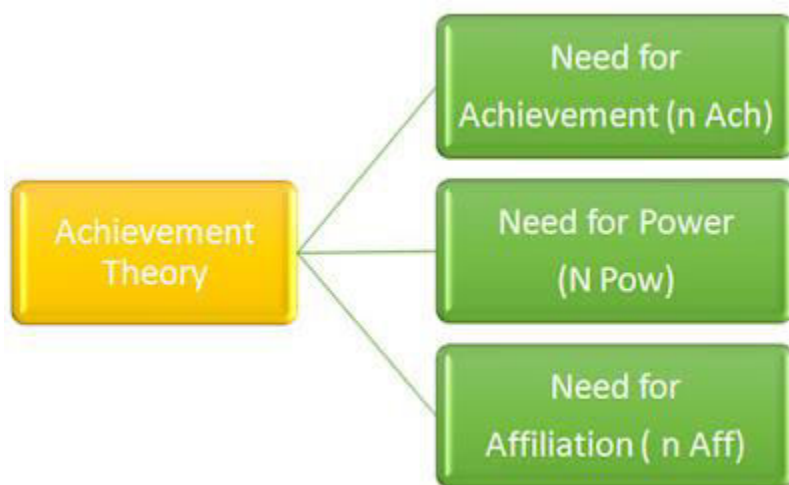 Achievement
Theory
Need for
Achievement (n Ach)
Need for Power
(N Pow)
Need for
Affiliation ( n Aff)